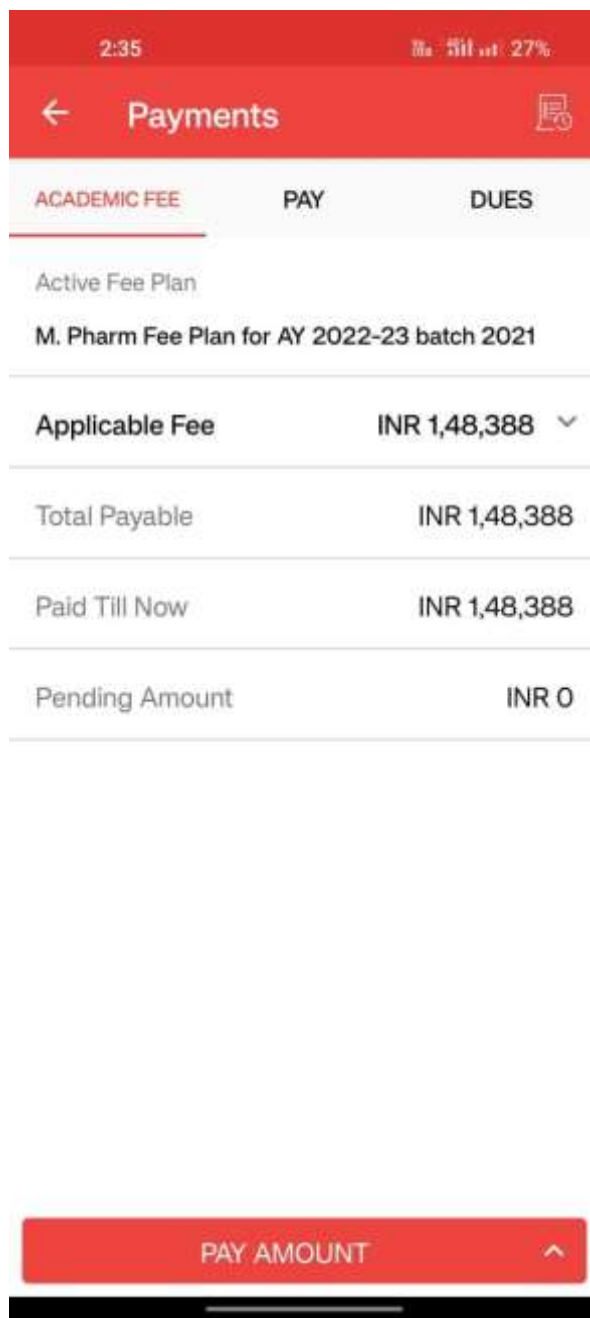 2:35 27%
Payments
ACADEMIC FEE PAY DUES
Active Fee Plan
M. Pharm Fee Plan for AY 2022-23 batch 2021
Applicable Fee INR 1,48,388
Total Payable INR 1,48,388
Paid Till Now INR 1,48,388
Pending Amount INR 0
PAY AMOUNT